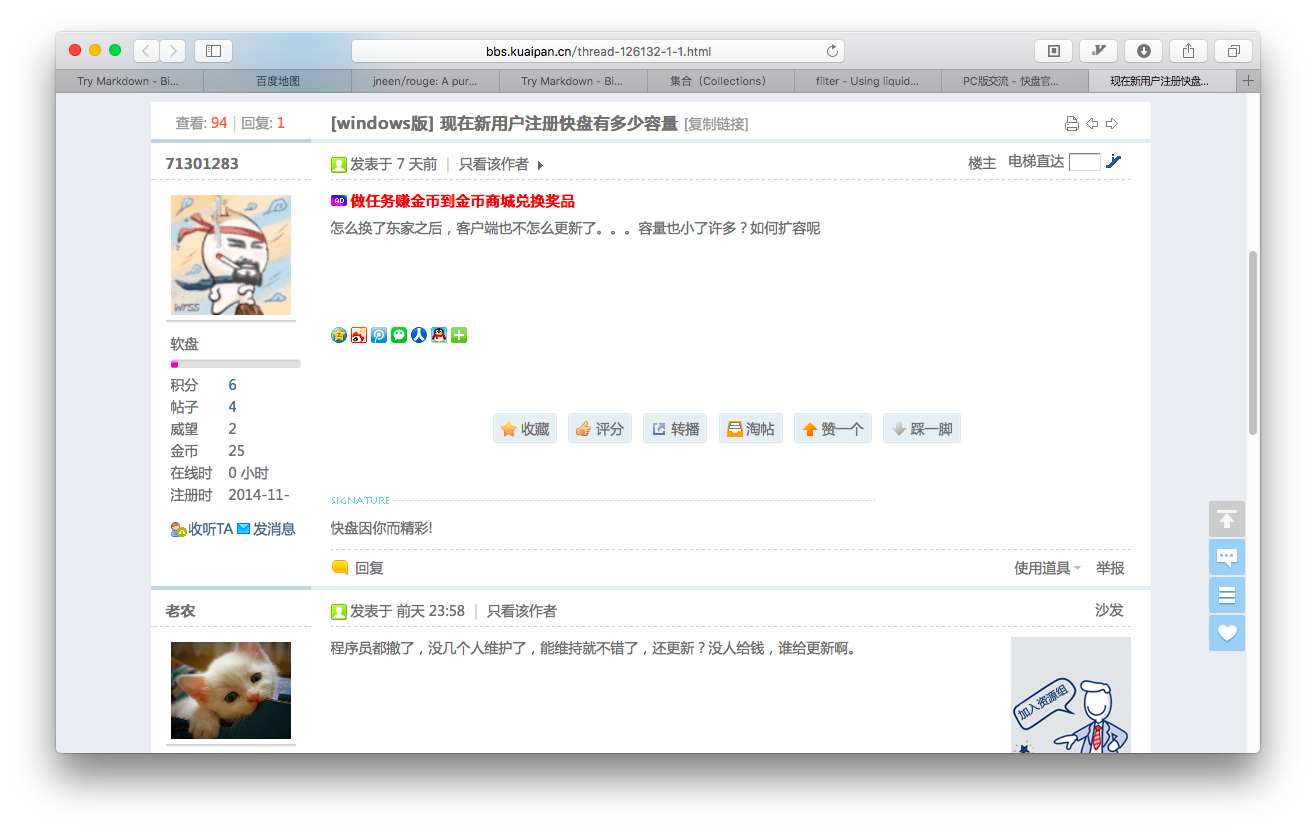 bbs.kuaipan.cn/thread-126132-1-1.html
Try Markdown - Bi... 百度地图 jneen/rouge: A pur... Try Markdown - Bi... 集合（Collections） filter - Using liquid... PC版交流 - 快盘官... 现在新用户注册快盘...
查看: 94 | 回复: 1
[windows版] 现在新用户注册快盘有多少容量 [复制链接]
71301283
发表于 7 天前 | 只看该作者
楼主 电梯直达
AD 做任务赚金币到金币商城兑换奖品
怎么换了东家之后，客户端也不怎么更新了。。。容量也小了许多？如何扩容呢
wrss
软盘
积分 6
帖子 4
威望 2
金币 25
在线时 0 小时
注册时 2014-11-
收听TA 发消息
收藏 评分 转播 淘帖 赞一个 踩一脚
SIGNATURE
快盘因你而精彩!
回复 使用道具 举报
老农
发表于 前天 23:58 | 只看该作者 沙发
程序员都撤了，没几个人维护了，能维持就不错了，还更新？没人给钱，谁给更新啊。
加入资源组